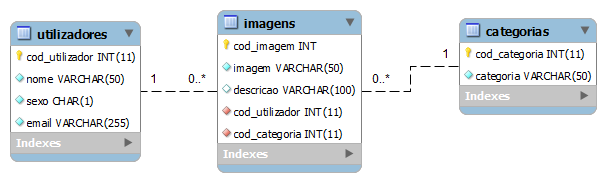 utilizadores
cod_utilizador INT(11)
nome VARCHAR(50)
sexo CHAR(1)
email VARCHAR(255)
Indexes
1
0..*
imagens
cod_imagem INT
imagem VARCHAR(50)
descricao VARCHAR(100)
cod_utilizador INT(11)
cod_categoria INT(11)
Indexes
0..*
1
categorias
cod_categoria INT(11)
categoria VARCHAR(50)
Indexes